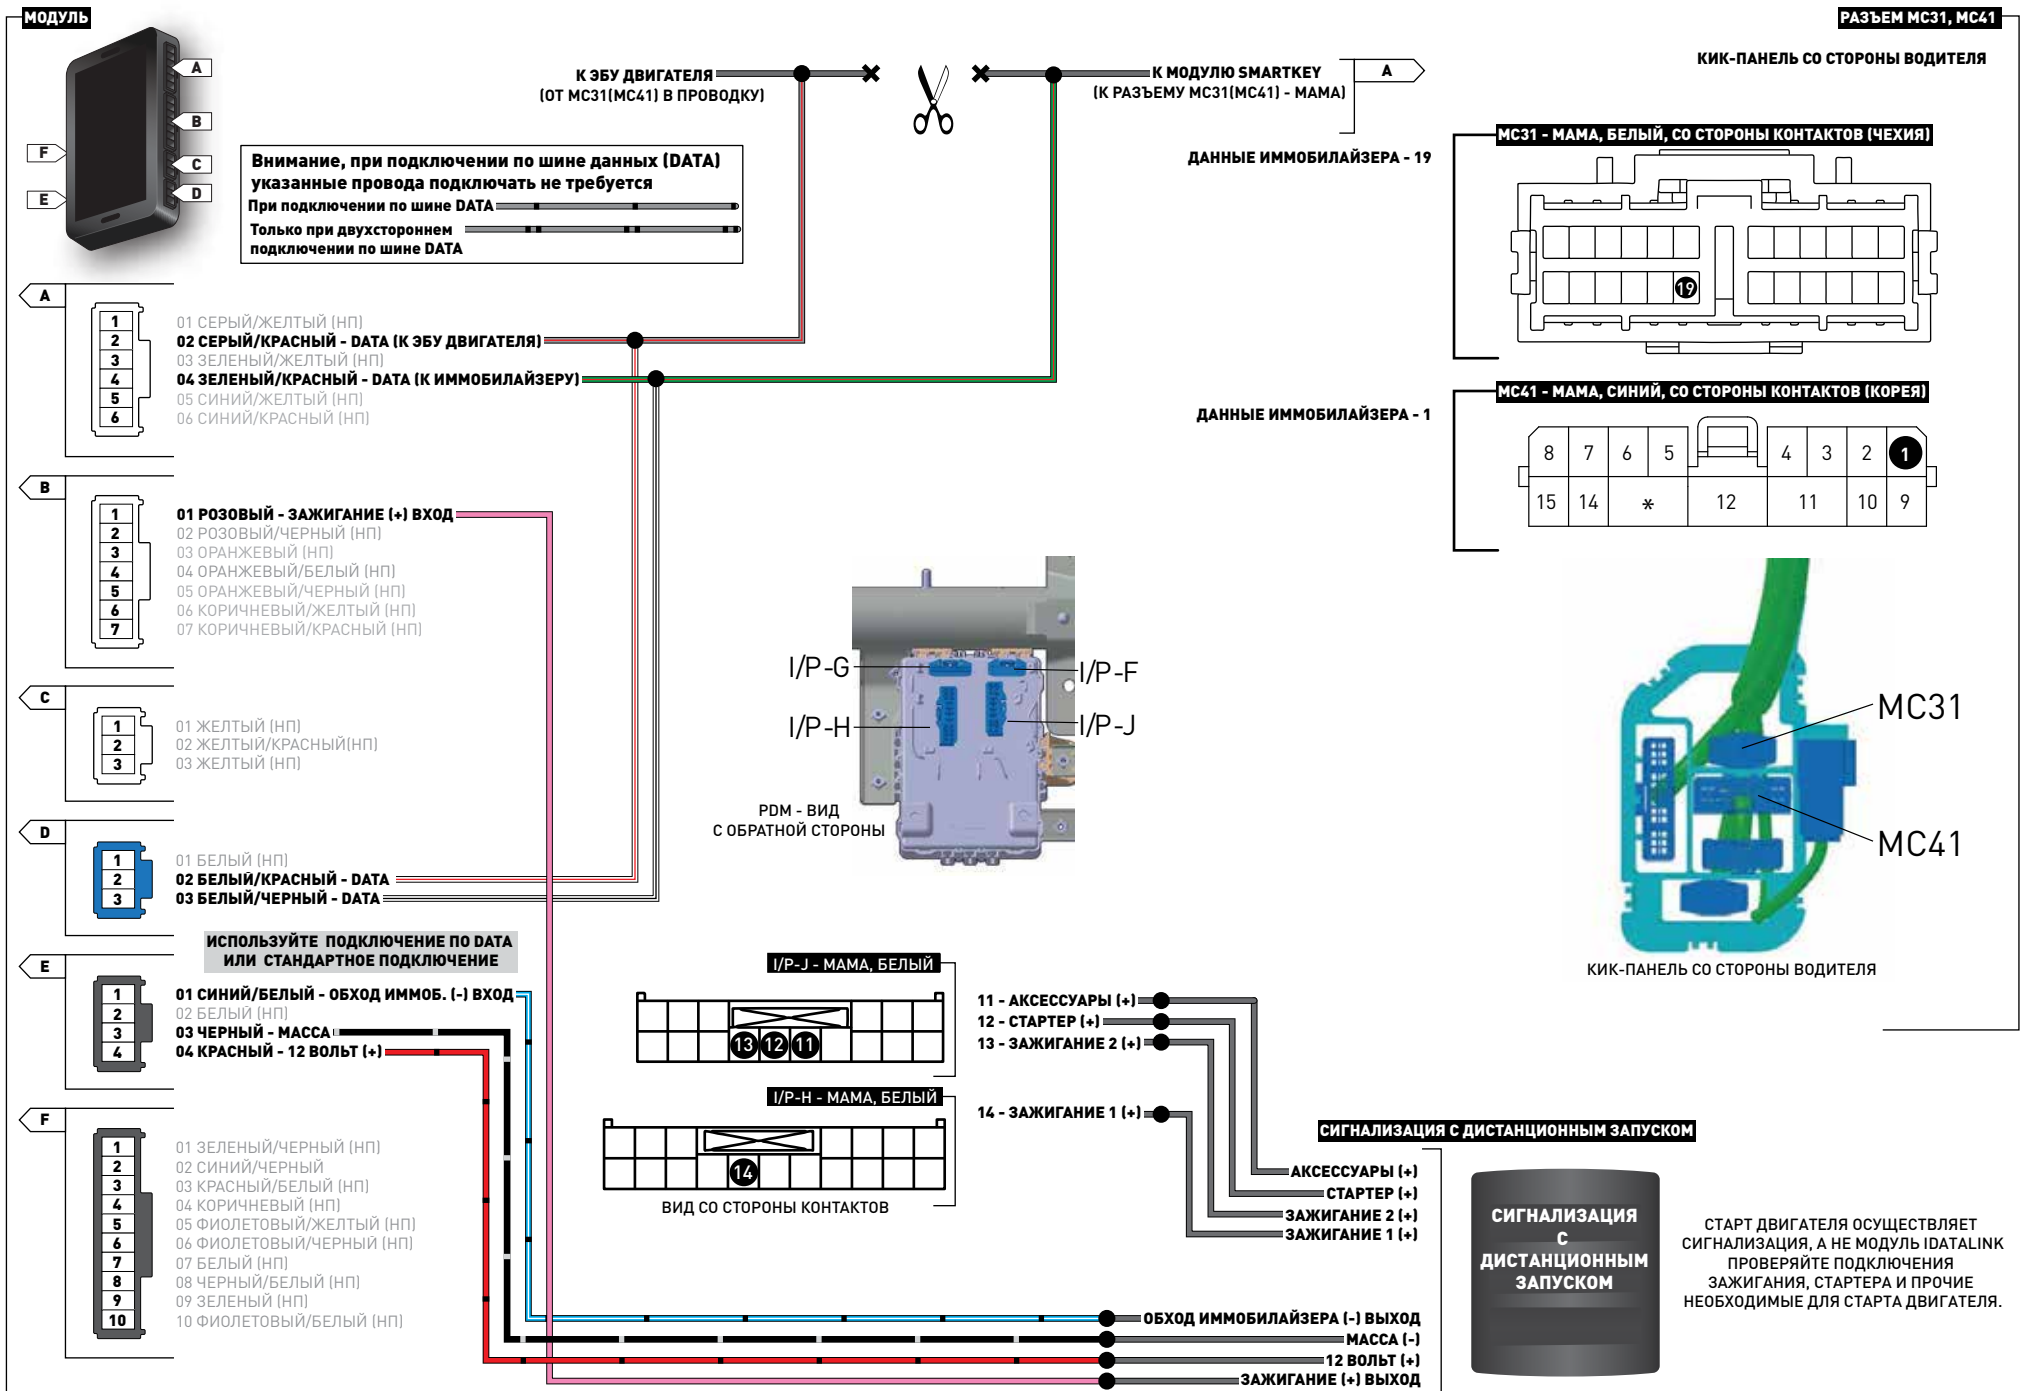 МОДУЛЬ
A
B
C
D
F
E
К ЭБУ ДВИГАТЕЛЯ
(ОТ MC31(MC41) В ПРОВОДКУ)
К МОДУЛЮ SMARTKEY
(К РАЗЪЕМУ MC31(MC41) - МАМА)
A
РАЗЪЕМ MC31, MC41
КИК-ПАНЕЛЬ СО СТОРОНЫ ВОДИТЕЛЯ
Внимание, при подключении по шине данных (DATA)
указанные провода подключать не требуется
При подключении по шине DATA
Только при двухстороннем
подключении по шине DATA
ДАННЫЕ ИММОБИЛАЙЗЕРА - 19
MC31 - МАМА, БЕЛЫЙ, СО СТОРОНЫ КОНТАКТОВ (ЧЕХИЯ)
19
ДАННЫЕ ИММОБИЛАЙЗЕРА - 1
MC41 - МАМА, СИНИЙ, СО СТОРОНЫ КОНТАКТОВ (КОРЕЯ)
8 7 6 5 4 3 2 1
15 14 * 12 11 10 9
A
1 01 СЕРЫЙ/ЖЕЛТЫЙ (НП)
2 02 СЕРЫЙ/КРАСНЫЙ - DATA (К ЭБУ ДВИГАТЕЛЯ)
3 03 ЗЕЛЕНЫЙ/ЖЕЛТЫЙ (НП)
4 04 ЗЕЛЕНЫЙ/КРАСНЫЙ - DATA (К ИММОБИЛАЙЗЕРУ)
5 05 СИНИЙ/ЖЕЛТЫЙ (НП)
6 06 СИНИЙ/КРАСНЫЙ (НП)
B
1 01 РОЗОВЫЙ - ЗАЖИГАНИЕ (+) ВХОД
2 02 РОЗОВЫЙ/ЧЕРНЫЙ (НП)
3 03 ОРАНЖЕВЫЙ (НП)
4 04 ОРАНЖЕВЫЙ/БЕЛЫЙ (НП)
5 05 ОРАНЖЕВЫЙ/ЧЕРНЫЙ (НП)
6 06 КОРИЧНЕВЫЙ/ЖЕЛТЫЙ (НП)
7 07 КОРИЧНЕВЫЙ/КРАСНЫЙ (НП)
C
1 01 ЖЕЛТЫЙ (НП)
2 02 ЖЕЛТЫЙ/КРАСНЫЙ(НП)
3 03 ЖЕЛТЫЙ (НП)
D
1 01 БЕЛЫЙ (НП)
2 02 БЕЛЫЙ/КРАСНЫЙ - DATA
3 03 БЕЛЫЙ/ЧЕРНЫЙ - DATA
ИСПОЛЬЗУЙТЕ ПОДКЛЮЧЕНИЕ ПО DATA
ИЛИ СТАНДАРТНОЕ ПОДКЛЮЧЕНИЕ
E
1 01 СИНИЙ/БЕЛЫЙ - ОБХОД ИММОБ. (-) ВХОД
2 02 БЕЛЫЙ (НП)
3 03 ЧЕРНЫЙ - МАССА
4 04 КРАСНЫЙ - 12 ВОЛЬТ (+)
F
1 01 ЗЕЛЕНЫЙ/ЧЕРНЫЙ (НП)
2 02 СИНИЙ/ЧЕРНЫЙ
3 03 КРАСНЫЙ/БЕЛЫЙ (НП)
4 04 КОРИЧНЕВЫЙ (НП)
5 05 ФИОЛЕТОВЫЙ/ЖЕЛТЫЙ (НП)
6 06 ФИОЛЕТОВЫЙ/ЧЕРНЫЙ (НП)
7 07 БЕЛЫЙ (НП)
8 08 ЧЕРНЫЙ/БЕЛЫЙ (НП)
9 09 ЗЕЛЕНЫЙ (НП)
10 10 ФИОЛЕТОВЫЙ/БЕЛЫЙ (НП)
I/P-G
I/P-F
I/P-H
I/P-J
PDM - ВИД
С ОБРАТНОЙ СТОРОНЫ
MC31
MC41
КИК-ПАНЕЛЬ СО СТОРОНЫ ВОДИТЕЛЯ
I/P-J - МАМА, БЕЛЫЙ
13 12 11
I/P-H - МАМА, БЕЛЫЙ
14
ВИД СО СТОРОНЫ КОНТАКТОВ
11 - АКСЕССУАРЫ (+)
12 - СТАРТЕР (+)
13 - ЗАЖИГАНИЕ 2 (+)
14 - ЗАЖИГАНИЕ 1 (+)
СИГНАЛИЗАЦИЯ С ДИСТАНЦИОННЫМ ЗАПУСКОМ
АКСЕССУАРЫ (+)
СТАРТЕР (+)
ЗАЖИГАНИЕ 2 (+)
ЗАЖИГАНИЕ 1 (+)
ОБХОД ИММОБИЛАЙЗЕРА (-) ВЫХОД
МАССА (-)
12 ВОЛЬТ (+)
ЗАЖИГАНИЕ (+) ВЫХОД
СИГНАЛИЗАЦИЯ
С
ДИСТАНЦИОННЫМ
ЗАПУСКОМ
СТАРТ ДВИГАТЕЛЯ ОСУЩЕСТВЛЯЕТ
СИГНАЛИЗАЦИЯ, А НЕ МОДУЛЬ IDATALINK
ПРОВЕРЯЙТЕ ПОДКЛЮЧЕНИЯ
ЗАЖИГАНИЯ, СТАРТЕРА И ПРОЧИЕ
НЕОБХОДИМЫЕ ДЛЯ СТАРТА ДВИГАТЕЛЯ.